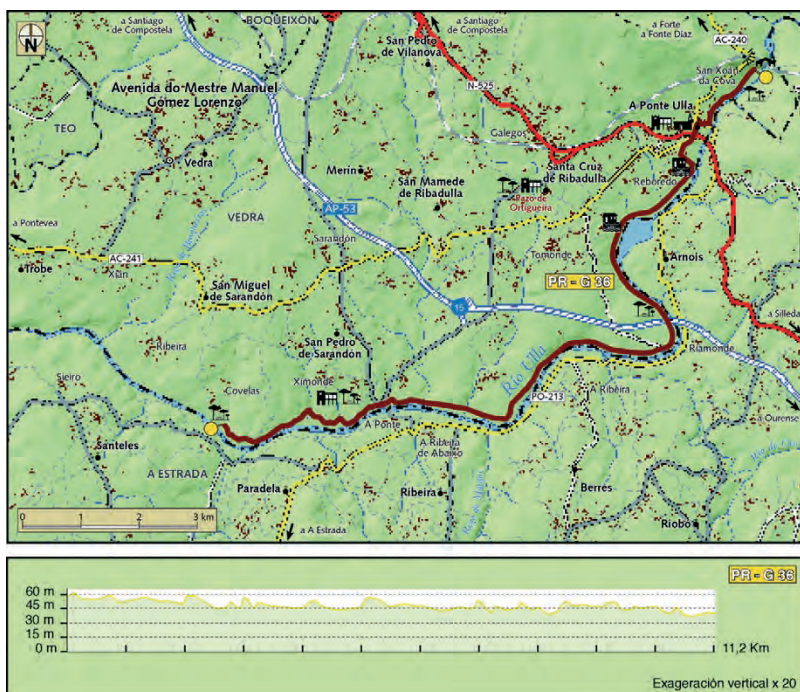 a Santiago
de Compostela
BOQUEIXÓN
a Santiago
de Compostela
a Forte
a Fonte Díaz
AC-240
N
San Pedro
de Vilanova
San Xoán
da Cova
N-525
Avenida do Mestre Manuel
Gómez Lorenzo
A Ponte Ulla
TEO
Galegos
Vedra
Merín
Santa Cruz
de Ribadulla
Reboredo
San Mamede
de Ribadulla
Pazo de
Ortigueira
a Pontevea
VEDRA
AP-53
Sarandón
AC-241
Trobe
Xián
Tomonde
Arnois
San Miguel
de Sarandón
PR - G 36
15
a Silleda
Ribeira
San Pedro
de Sarandón
Riamonde
Sieiro
Covelas
Ximonde
Río Ulla
PO-213
A Ribeira
A Ponte
a Ourense
Santeles
A Ribeira
de Abaixo
A ESTRADA
Paradela
Ribeira
Berres
Riobó
0 1 2 3 km
a A Estrada
PR - G 36
60 m
45 m
30 m
15 m
0 m
11,2 Km
Exageración vertical x 20